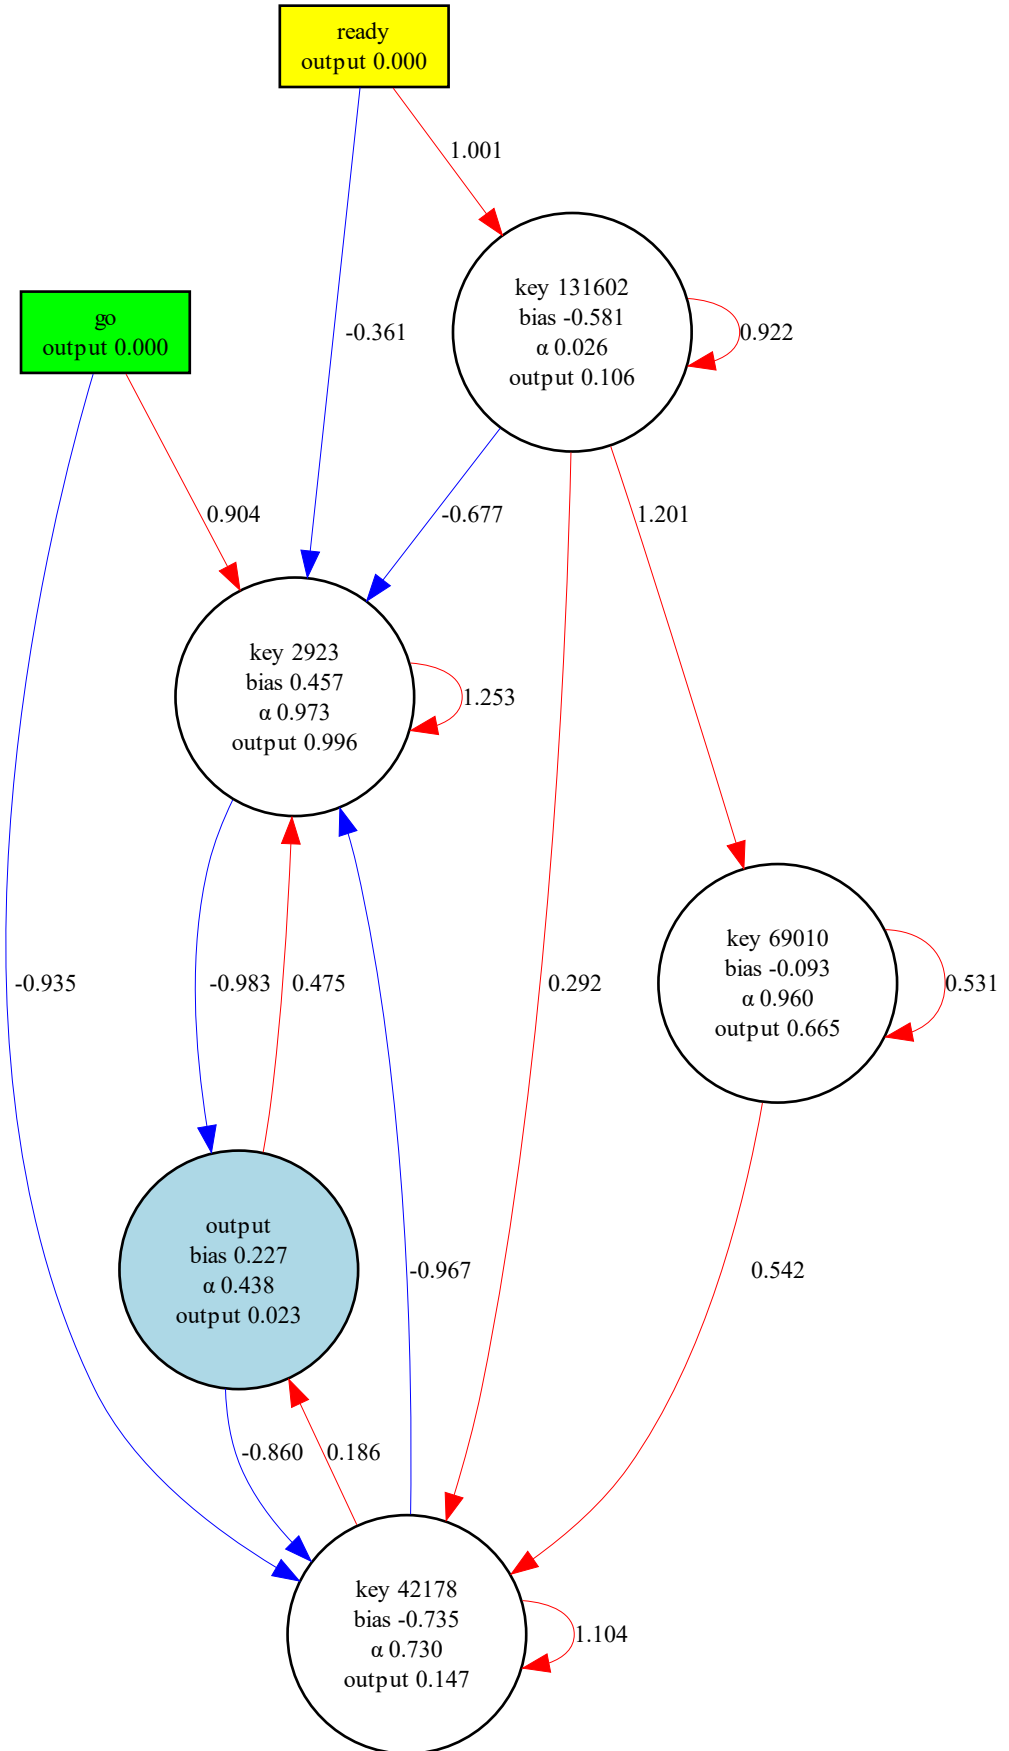 ready
output 0.000
1.001
key 131602
bias -0.581
α 0.026
output 0.106
0.922
go
output 0.000
-0.361
0.904
-0.677
1.201
key 2923
bias 0.457
α 0.973
output 0.996
1.253
key 69010
bias -0.093
α 0.960
output 0.665
0.531
-0.935
-0.983
0.475
0.292
output
bias 0.227
α 0.438
output 0.023
-0.967
0.542
-0.860
0.186
key 42178
bias -0.735
α 0.730
output 0.147
1.104